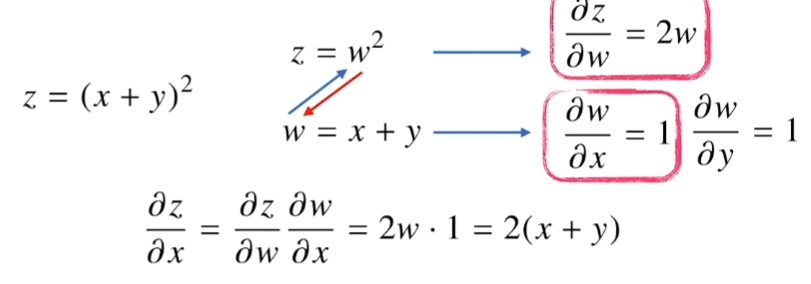 z = w² ∂z/∂w = 2w
z = (x + y)²
w = x + y ∂w/∂x = 1 ∂w/∂y = 1
∂z/∂x = ∂z/∂w ∂w/∂x = 2w · 1 = 2(x + y)